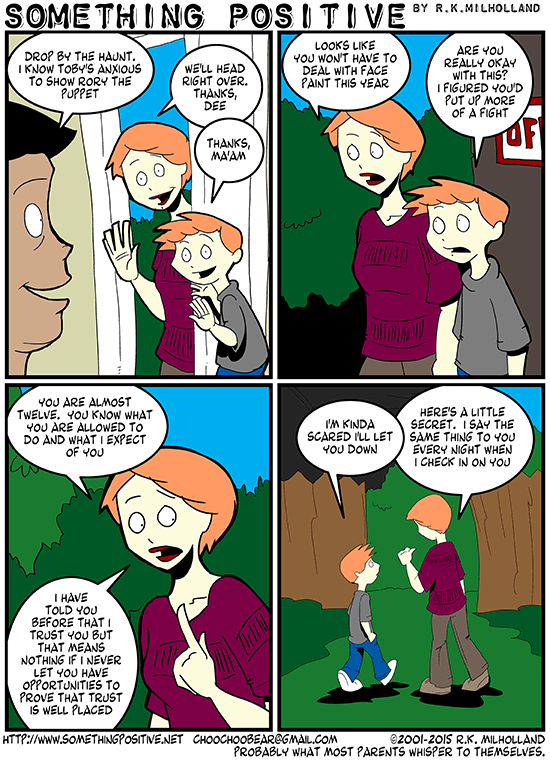 SOMETHING POSITIVE BY R.K.MILHOLLAND
DROP BY THE HAUNT.
I KNOW TOBY'S ANXIOUS
TO SHOW RORY THE
PUPPET
WE'LL HEAD
RIGHT OVER.
THANKS,
DEE
THANKS,
MA'AM
LOOKS LIKE
YOU WON'T HAVE TO
DEAL WITH FACE
PAINT THIS YEAR
ARE YOU
REALLY OKAY
WITH THIS?
I FIGURED YOU'D
PUT UP MORE
OF A FIGHT
OF
YOU ARE ALMOST
TWELVE. YOU KNOW WHAT
YOU ARE ALLOWED TO
DO AND WHAT I EXPECT
OF YOU
I HAVE
TOLD YOU
BEFORE THAT I
TRUST YOU BUT
THAT MEANS
NOTHING IF I NEVER
LET YOU HAVE
OPPORTUNITIES TO
PROVE THAT TRUST
IS WELL PLACED
I'M KINDA
SCARED I'LL LET
YOU DOWN
HERE'S A LITTLE
SECRET. I SAY THE
SAME THING TO YOU
EVERY NIGHT WHEN
I CHECK IN ON YOU
HTTP://WWW.SOMETHINGPOSITIVE.NET CHOOCHOOBEAR@GMAIL.COM ©2001-2015 R.K. MILHOLLAND
PROBABLY WHAT MOST PARENTS WHISPER TO THEMSELVES.